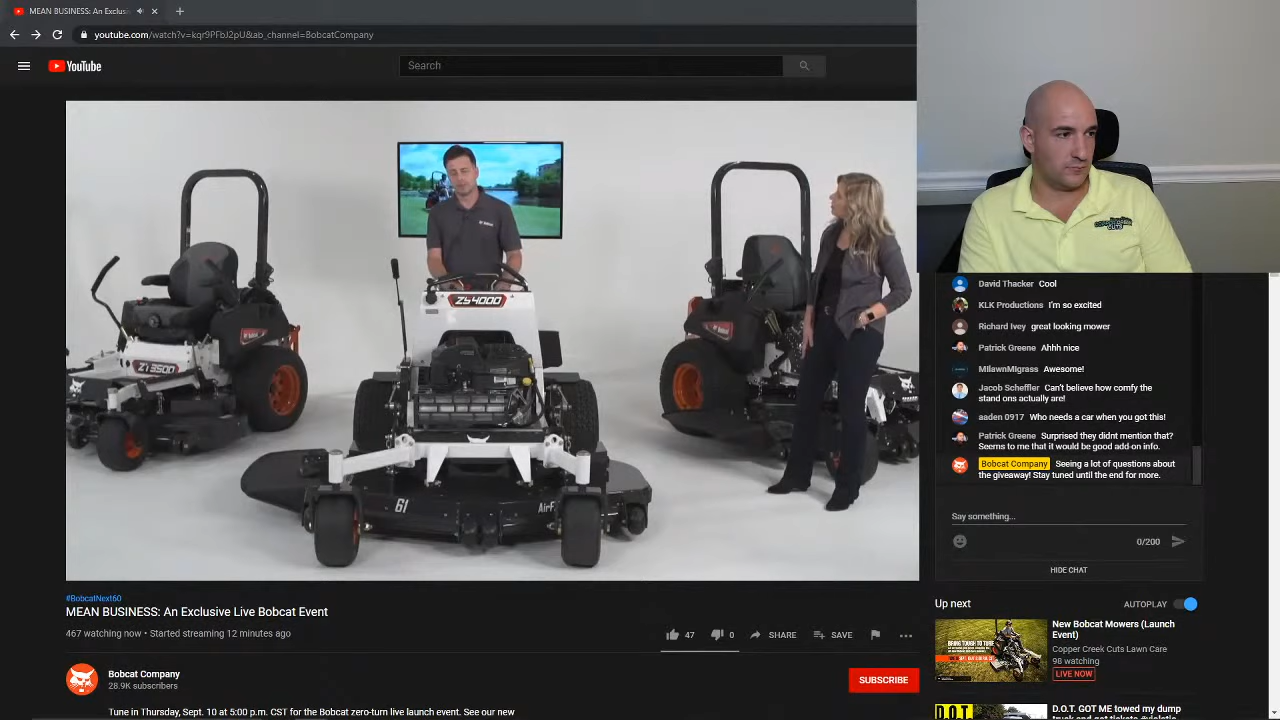 MEAN BUSINESS: An Exclus
youtube.com/watch?v=kqr9PFbJ2pU&ab_channel=BobcatCompany
YouTube
Search
ZS4000
ZT3500
61
AirF
David Thacker Cool
KLK Productions I'm so excited
Richard Ivey great looking mower
Patrick Greene Ahhh nice
MIlawnMIgrass Awesome!
Jacob Scheffler Can't believe how comfy the
stand ons actually are!
aaden 0917 Who needs a car when you got this!
Patrick Greene Surprised they didnt mention that?
Seems to me that it would be good add-on info.
Bobcat Company Seeing a lot of questions about
the giveaway! Stay tuned until the end for more.
Say something...
0/200
HIDE CHAT
#BobcatNext60
MEAN BUSINESS: An Exclusive Live Bobcat Event
467 watching now • Started streaming 12 minutes ago
47
0
SHARE
SAVE
Bobcat Company
28.9K subscribers
SUBSCRIBE
Tune in Thursday, Sept. 10 at 5:00 p.m. CST for the Bobcat zero-turn live launch event. See our new
Up next
AUTOPLAY
New Bobcat Mowers (Launch
Event)
Copper Creek Cuts Lawn Care
98 watching
LIVE NOW
D.O.T. GOT ME towed my dump
D.O.T.